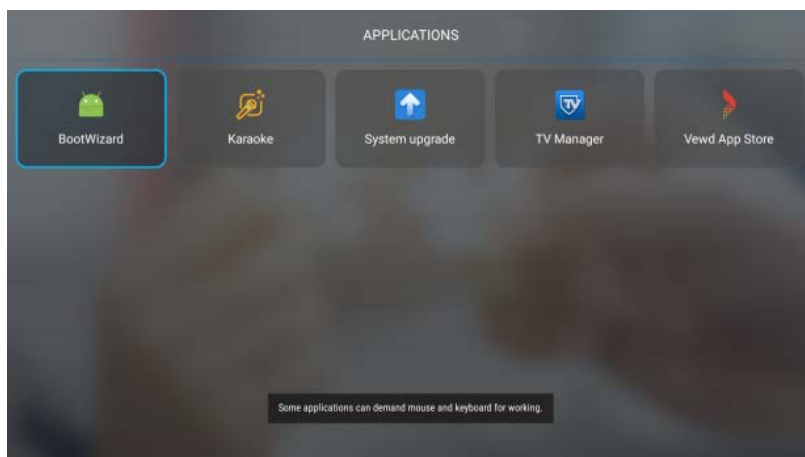 APPLICATIONS
BootWizard
Karaoke
System upgrade
TV
TV Manager
Vewd App Store
Some applications can demand mouse and keyboard for working.